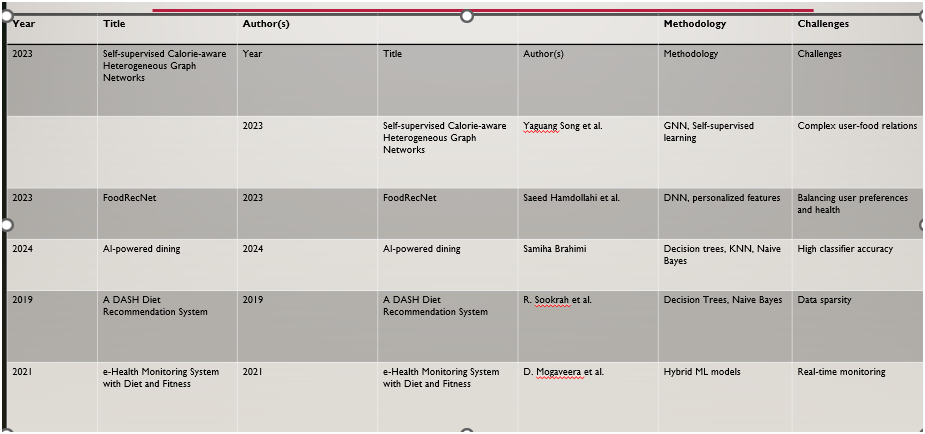 Year Title Author(s) Methodology Challenges
2023 Self-supervised Calorie-aware Year Title Author(s) Methodology Challenges
Heterogeneous Graph
Networks
2023 Self-supervised Calorie-aware Yaguang Song et al. GNN, Self-supervised Complex user-food relations
Heterogeneous Graph learning
Networks
2023 FoodRecNet 2023 FoodRecNet Saeed Hamdollahi et al. DNN, personalized features Balancing user preferences
and health
2024 AI-powered dining 2024 AI-powered dining Samiha Brahimi Decision trees, KNN, Naive High classifier accuracy
Bayes
2019 A DASH Diet 2019 A DASH Diet R. Sookrah et al. Decision Trees, Naive Bayes Data sparsity
Recommendation System Recommendation System
2021 e-Health Monitoring System 2021 e-Health Monitoring System D. Mogaveera et al. Hybrid ML models Real-time monitoring
with Diet and Fitness with Diet and Fitness